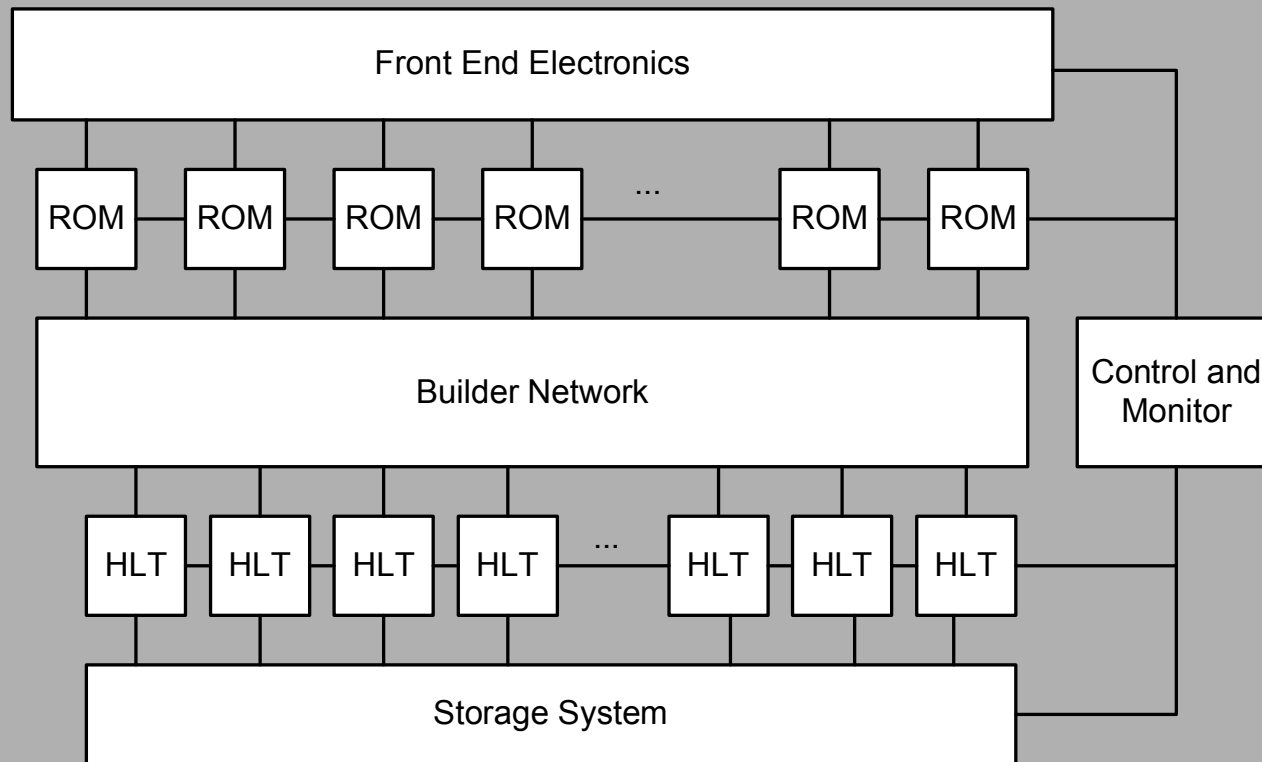 Front End Electronics
...
ROM ROM ROM ROM ROM ROM
Builder Network
Control and
Monitor
...
HLT HLT HLT HLT HLT HLT HLT
Storage System